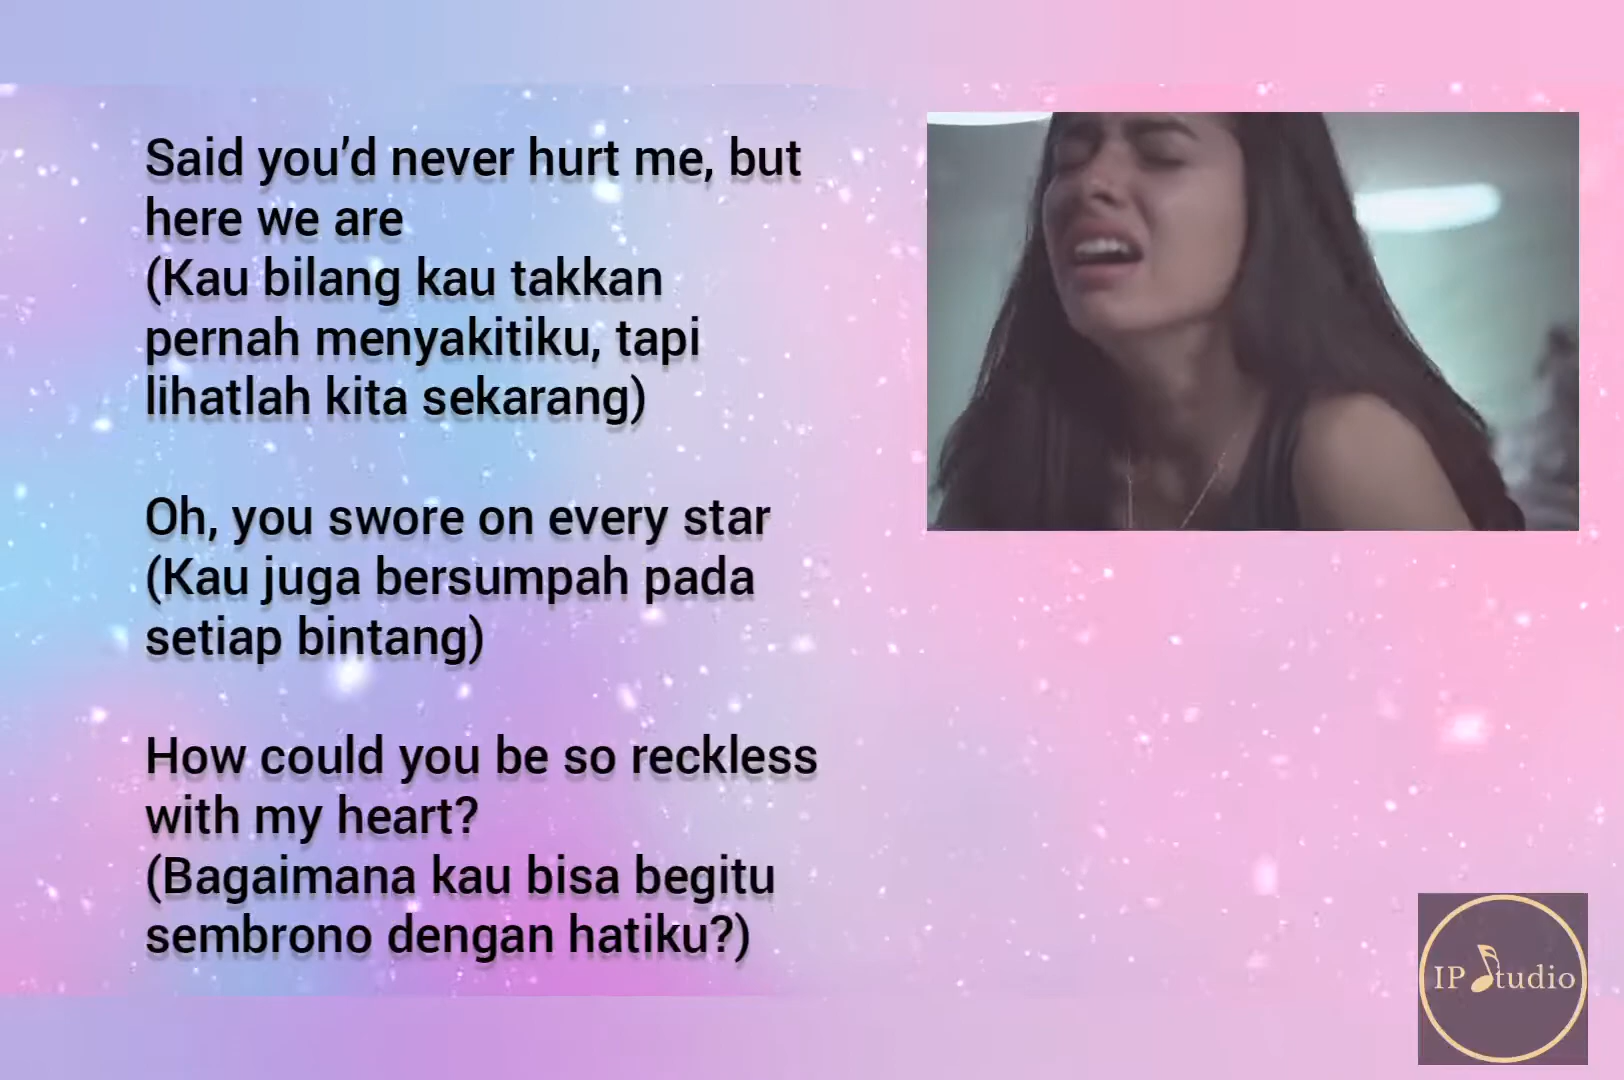 Said you’d never hurt me, but
here we are
(Kau bilang kau takkan
pernah menyakitiku, tapi
lihatlah kita sekarang)
Oh, you swore on every star
(Kau juga bersumpah pada
setiap bintang)
How could you be so reckless
with my heart?
(Bagaimana kau bisa begitu
sembrono dengan hatiku?)
IP Studio